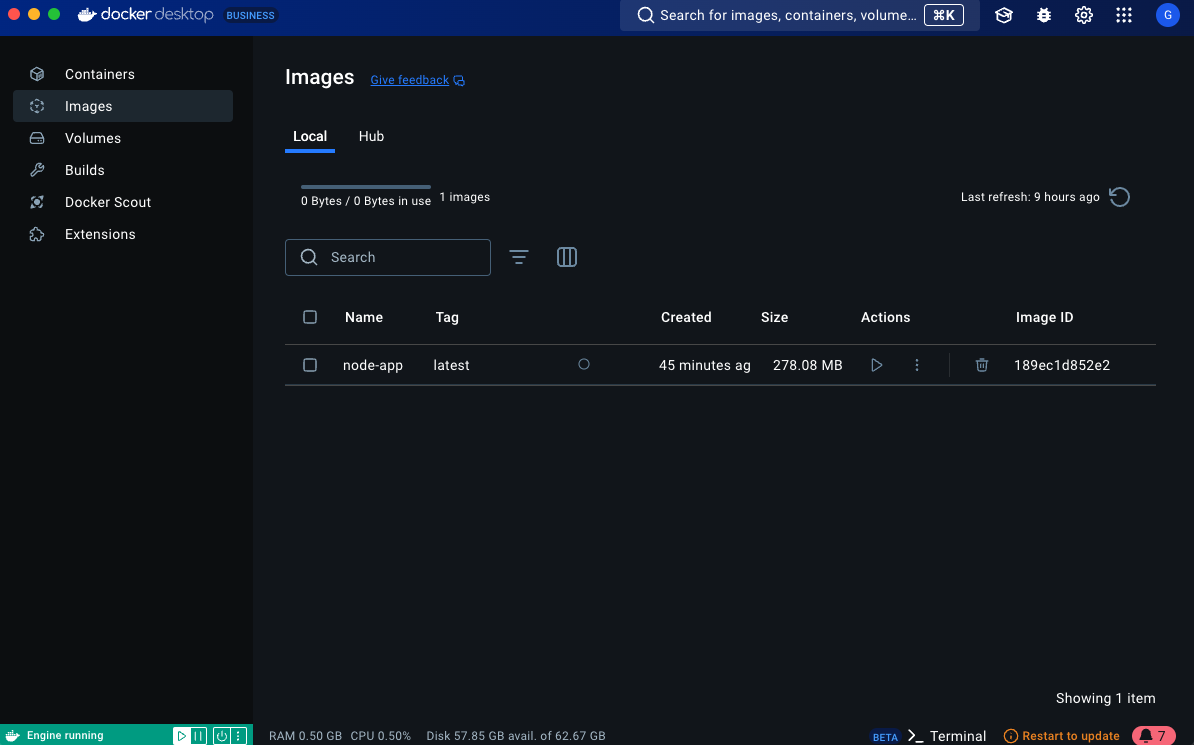 docker desktop BUSINESS
Search for images, containers, volume... ⌘K
G
Containers
Images
Volumes
Builds
Docker Scout
Extensions
Images Give feedback
Local Hub
0 Bytes / 0 Bytes in use 1 images Last refresh: 9 hours ago
Search
Name Tag Created Size Actions Image ID
node-app latest 45 minutes ag 278.08 MB 189ec1d852e2
Showing 1 item
Engine running RAM 0.50 GB CPU 0.50% Disk 57.85 GB avail. of 62.67 GB BETA Terminal Restart to update 7